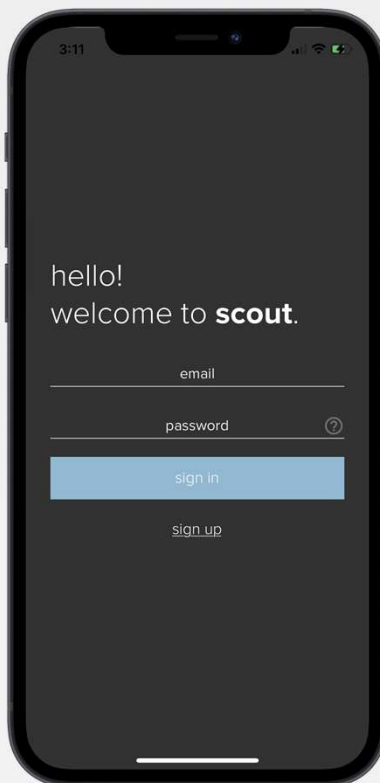 3:11
hello!
welcome to scout.
email
password
?
sign in
sign up